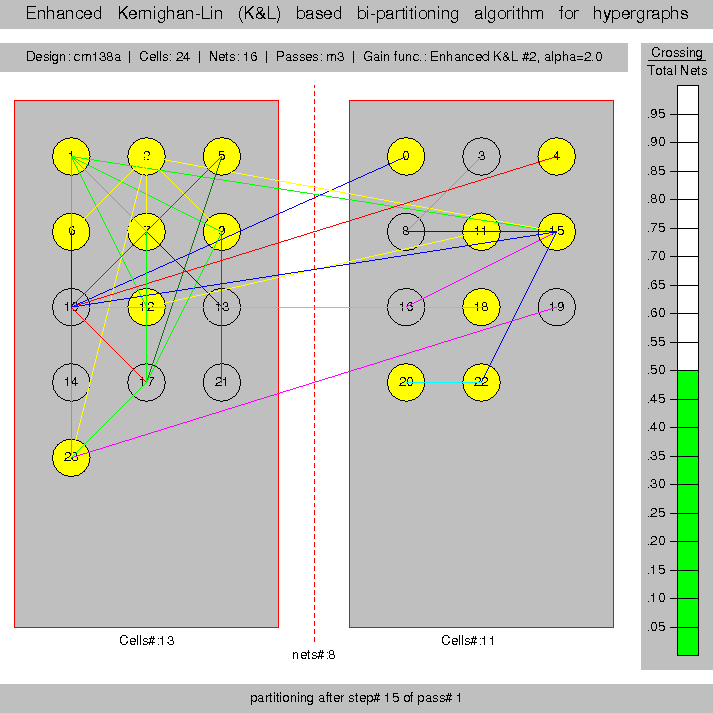 Enhanced Kernighan-Lin (K&L) based bi-partitioning algorithm for hypergraphs
Design: cm138a | Cells: 24 | Nets: 16 | Passes: m3 | Gain func.: Enhanced K&L #2, alpha=2.0
Crossing
Total Nets
.95
.90
.85
.80
.75
.70
.65
.60
.55
.50
.45
.40
.35
.30
.25
.20
.15
.10
.05
1 2 5 0 3 4
6 7 9 8 11 15
10 12 13 16 18 19
14 17 21 20 22
23
Cells#:13
Cells#:11
nets#:8
partitioning after step# 15 of pass# 1